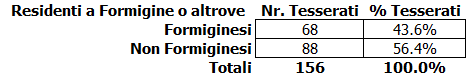 Residenti a Formigine o altrove Nr. Tesserati % Tesserati
Formiginesi 68 43.6%
Non Formiginesi 88 56.4%
Totali 156 100.0%